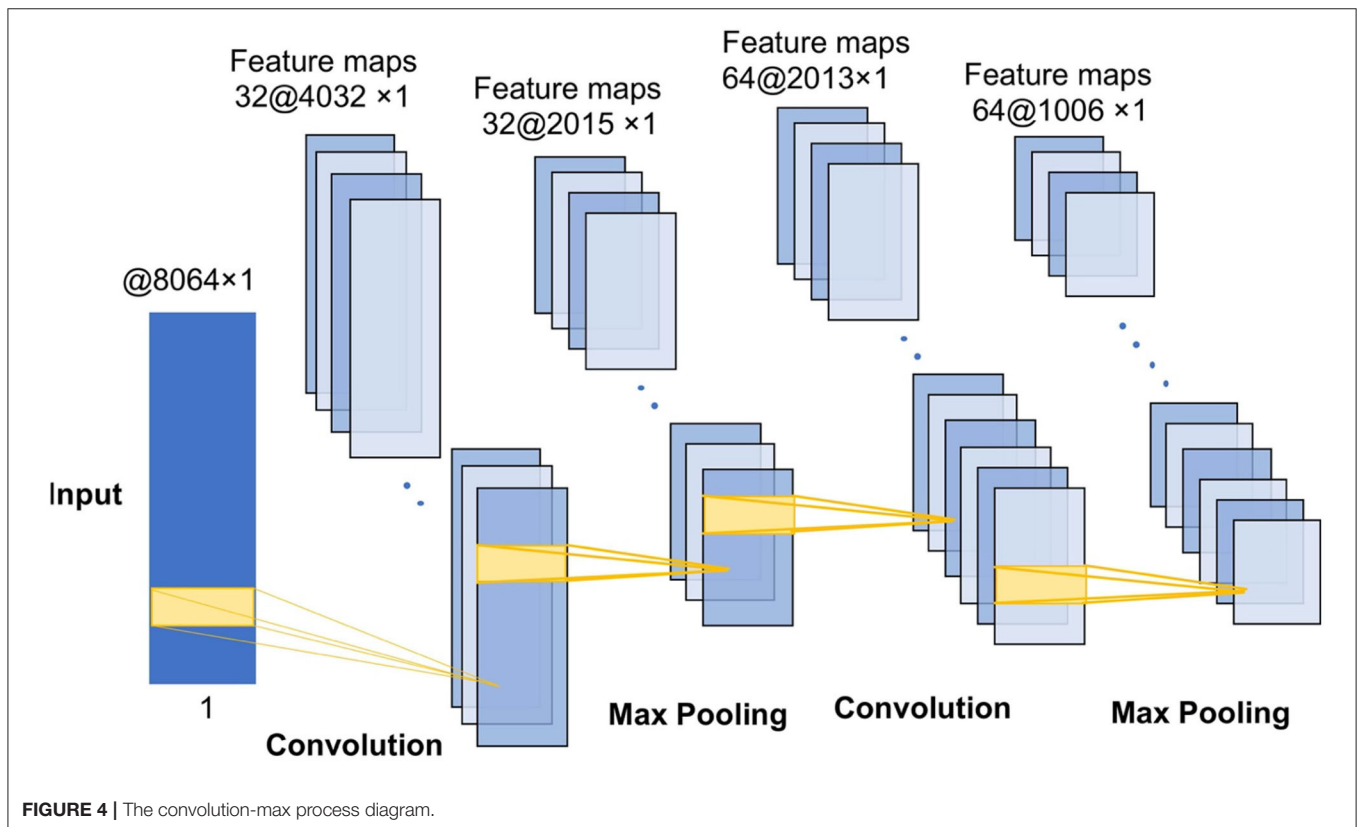 Feature maps
32@4032 ×1
Feature maps
32@2015 ×1
Feature maps
64@2013×1
Feature maps
64@1006 ×1
@8064×1
Input
1
Convolution
Max Pooling
Convolution
Max Pooling
FIGURE 4 | The convolution-max process diagram.